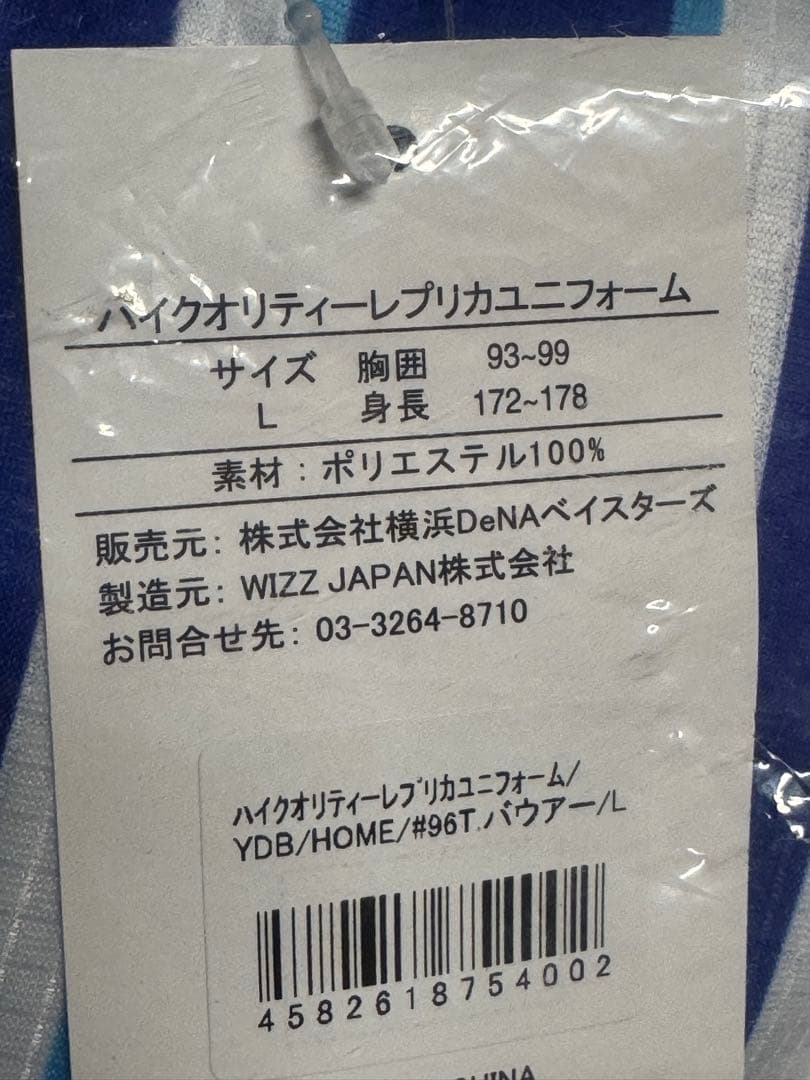 ハイクオリティーレプリカユニフォーム
サイズ 胸囲 93~99
L 身長 172~178
素材：ポリエステル100%
販売元：株式会社横浜DeNAベイスターズ
製造元：WIZZ JAPAN株式会社
お問合せ先：03-3264-8710
ハイクオリティーレプリカユニフォーム/
YDB/HOME/#96T.バウアー/L
4582618754002
CHINA